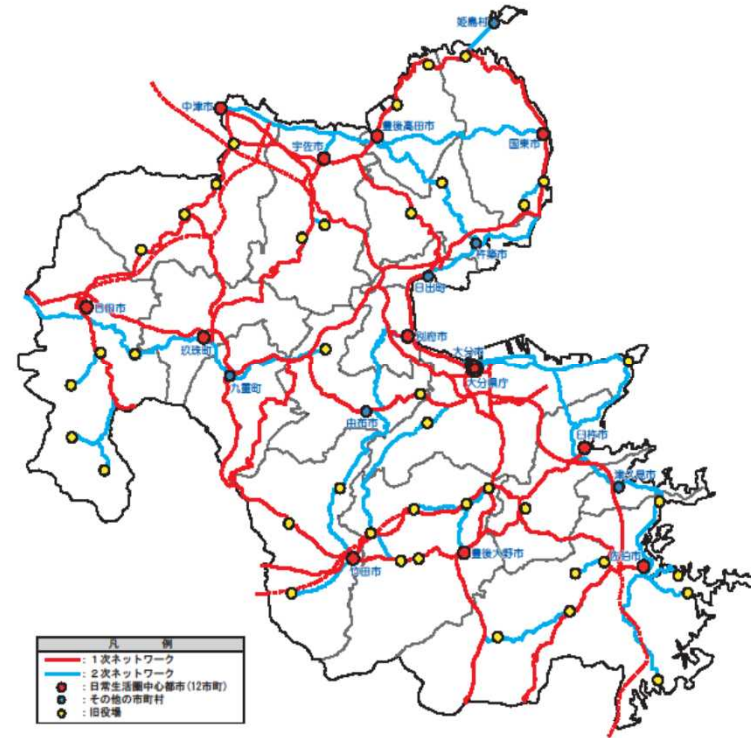 姫島村
中津市
豊後高田市
宇佐市
国東市
杵築市
日出町
日田市
別府市
玖珠町
大分市
大分県庁
九重町
由布市
臼杵市
津久見市
豊後大野市
佐伯市
竹田市
凡 例
：１次ネットワーク
：２次ネットワーク
：日常生活圏中心都市(12市町)
：その他の市町村
：旧役場